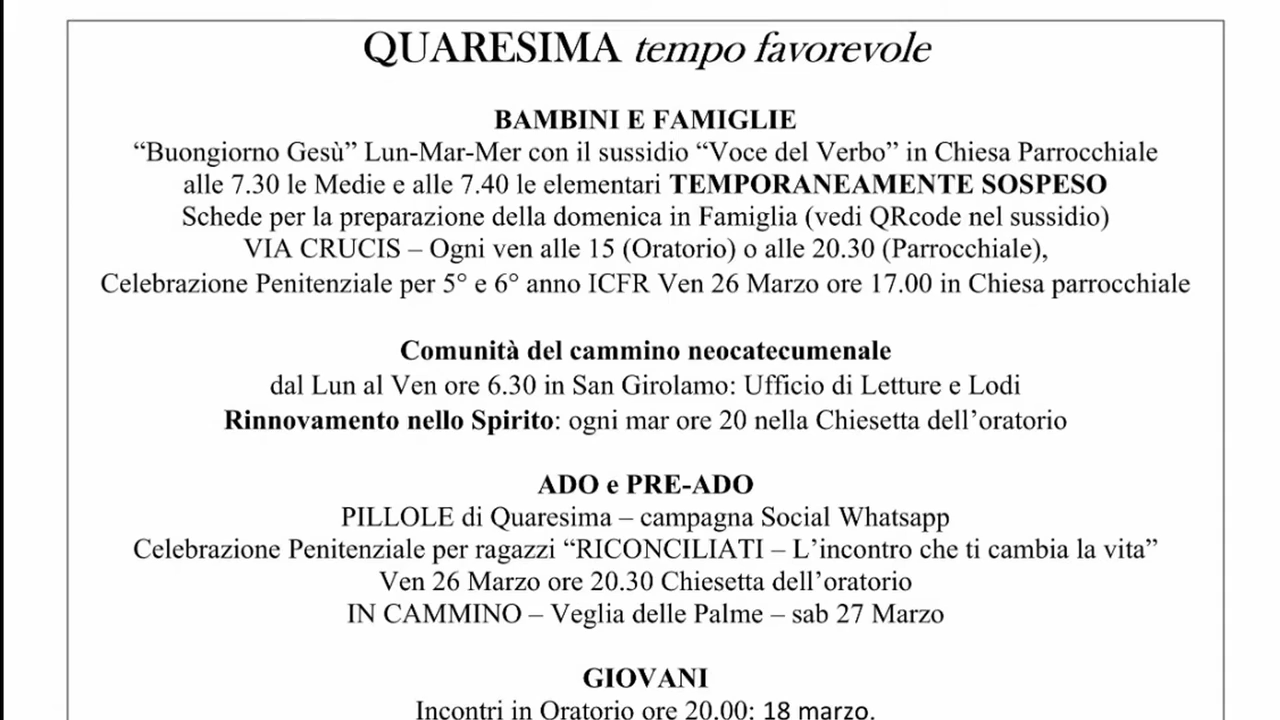 QUARESIMA tempo favorevole
BAMBINI E FAMIGLIE
“Buongiorno Gesù” Lun-Mar-Mer con il sussidio “Voce del Verbo” in Chiesa Parrocchiale
alle 7.30 le Medie e alle 7.40 le elementari TEMPORANEAMENTE SOSPESO
Schede per la preparazione della domenica in Famiglia (vedi QRcode nel sussidio)
VIA CRUCIS – Ogni ven alle 15 (Oratorio) o alle 20.30 (Parrocchiale),
Celebrazione Penitenziale per 5° e 6° anno ICFR Ven 26 Marzo ore 17.00 in Chiesa parrocchiale
Comunità del cammino neocatecumenale
dal Lun al Ven ore 6.30 in San Girolamo: Ufficio di Letture e Lodi
Rinnovamento nello Spirito: ogni mar ore 20 nella Chiesetta dell’oratorio
ADO e PRE-ADO
PILLOLE di Quaresima – campagna Social Whatsapp
Celebrazione Penitenziale per ragazzi “RICONCILIATI – L’incontro che ti cambia la vita”
Ven 26 Marzo ore 20.30 Chiesetta dell’oratorio
IN CAMMINO – Veglia delle Palme – sab 27 Marzo
GIOVANI
Incontri in Oratorio ore 20.00: 18 marzo.